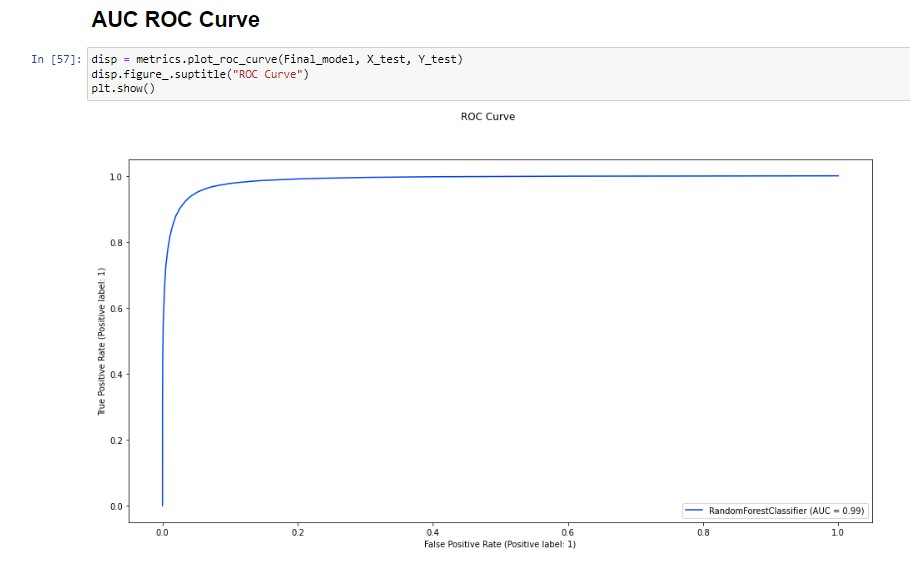 AUC ROC Curve
In [57]: disp = metrics.plot_roc_curve(Final_model, X_test, Y_test)
disp.figure_.suptitle("ROC Curve")
plt.show()
ROC Curve
1.0
0.8
0.6
0.4
0.2
0.0
True Positive Rate (Positive label: 1)
RandomForestClassifier (AUC = 0.99)
0.0 0.2 0.4 0.6 0.8 1.0
False Positive Rate (Positive label: 1)